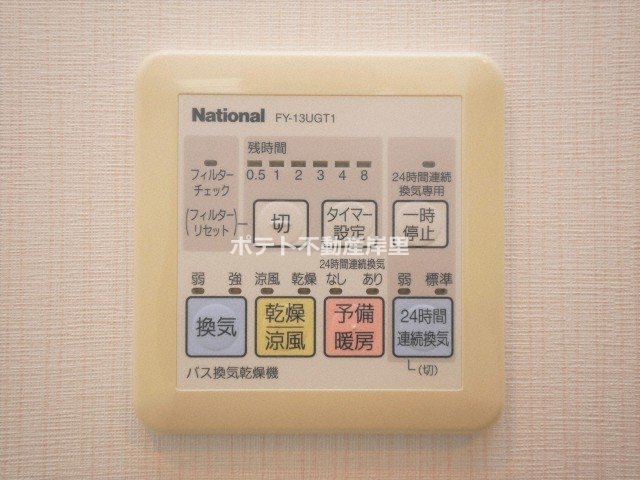 National FY-13UGT1
残時間
0.5 1 2 3 4 8
フィルター
チェック
24時間連続
換気専用
(フィルター
リセット)
切
タイマー
設定
一時
停止
ポテト不動産岸里
24時間連続換気
弱 強 涼風 乾燥 なし あり 弱 標準
換気
乾燥
涼風
予備
暖房
24時間
連続換気
(切)
バス換気乾燥機